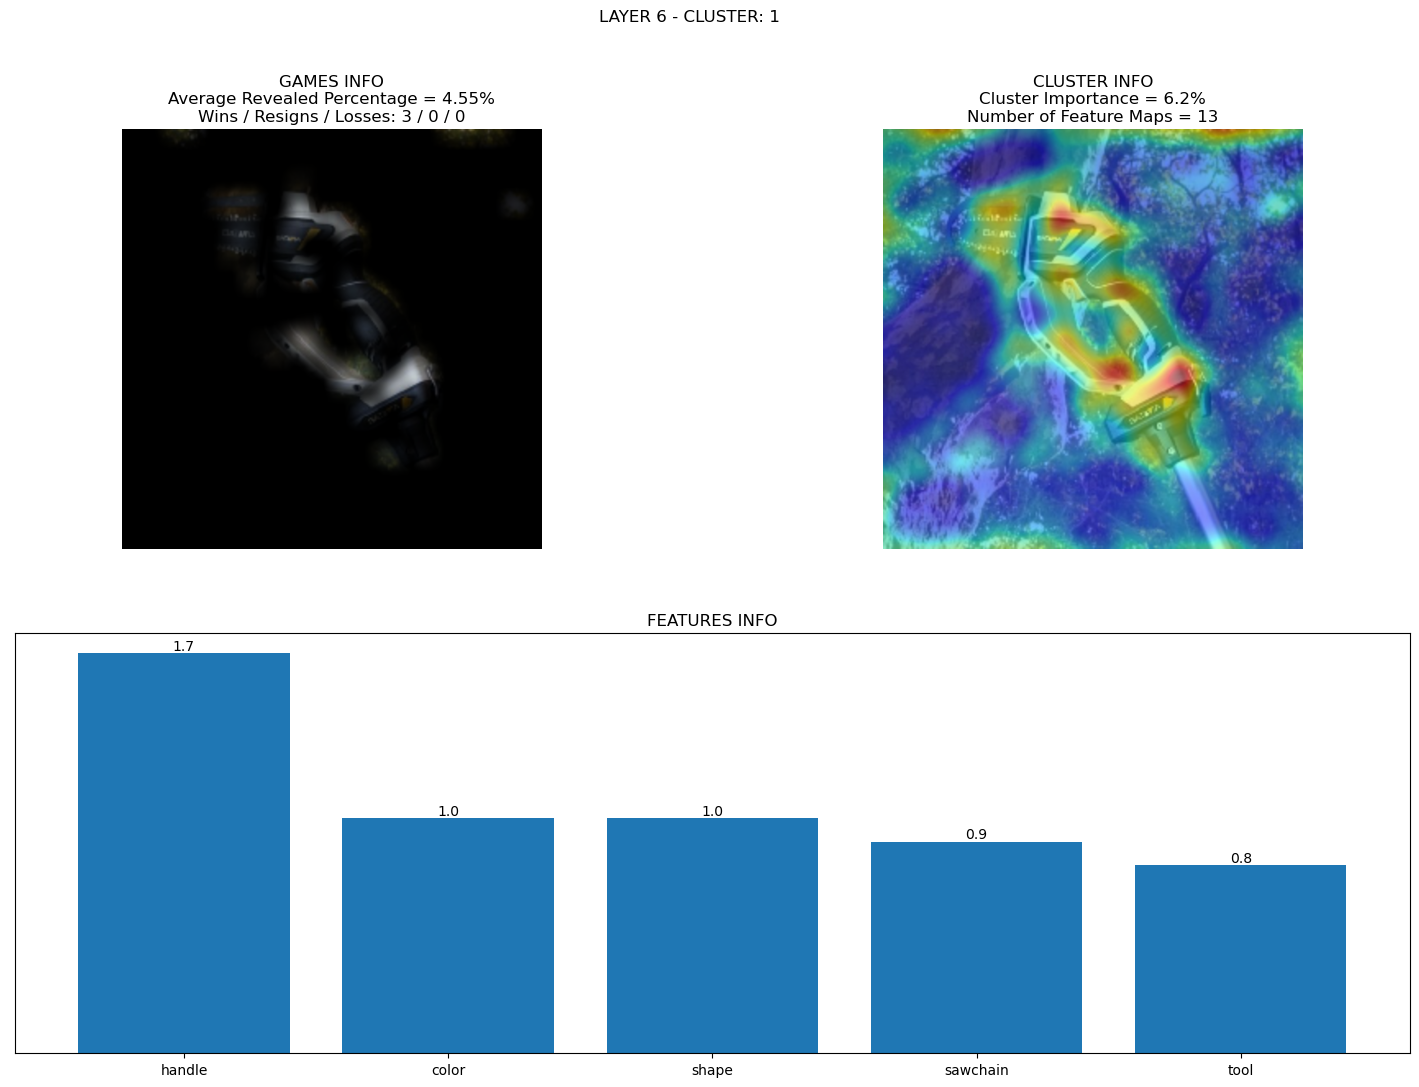 LAYER 6 - CLUSTER: 1
GAMES INFO
Average Revealed Percentage = 4.55%
Wins / Resigns / Losses: 3 / 0 / 0
CLUSTER INFO
Cluster Importance = 6.2%
Number of Feature Maps = 13
FEATURES INFO
1.7
1.0
1.0
0.9
0.8
handle
color
shape
sawchain
tool